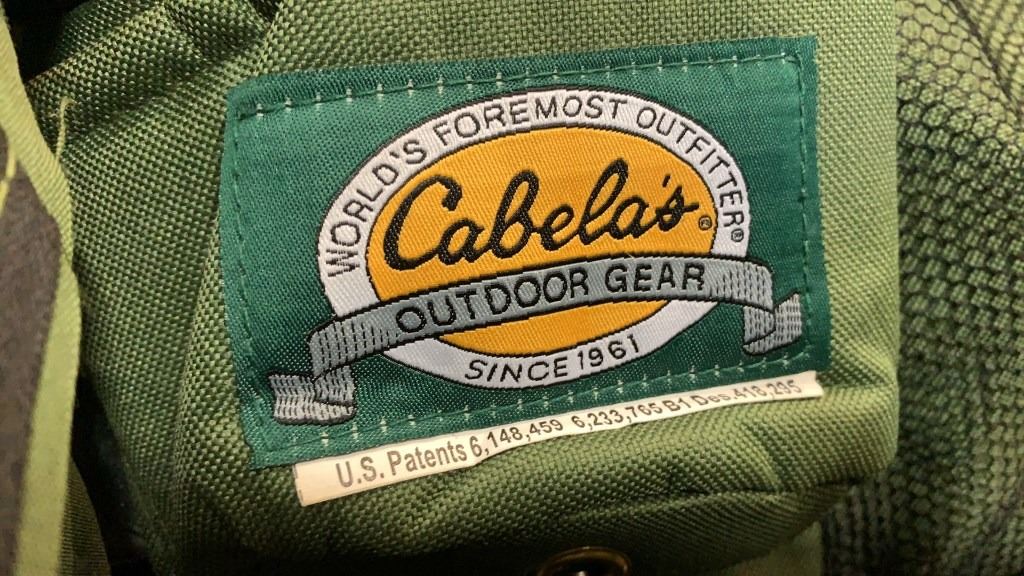 WORLD'S FOREMOST OUTFITTER®
Cabela's®
OUTDOOR GEAR
SINCE 1961
U.S. Patents 6,148,459 6,233,765 B1 Des. 418,295